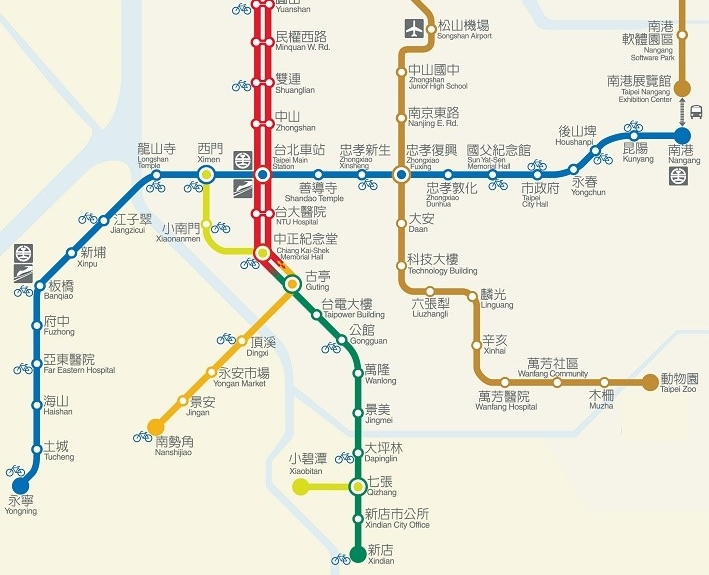 圓山
Yuanshan
民權西路
Minquan W. Rd.
雙連
Shuanglian
中山
Zhongshan
松山機場
Songshan Airport
中山國中
Zhongshan
Junior High School
南京東路
Nanjing E. Rd.
南港
軟體園區
Nangang
Software Park
南港展覽館
Taipei Nangang
Exhibition Center
龍山寺
Longshan
Temple
西門
Ximen
台北車站
Taipei Main
Station
善導寺
Shandao Temple
忠孝新生
Zhongxiao
Xinsheng
忠孝復興
Zhongxiao
Fuxing
忠孝敦化
Zhongxiao
Dunhua
國父紀念館
Sun Yat-Sen
Memorial Hall
市政府
Taipei
City Hall
永春
Yongchun
後山埤
Houshanpi
昆陽
Kunyang
南港
Nangang
江子翠
Jiangzicui
新埔
Xinpu
板橋
Banqiao
府中
Fuzhong
亞東醫院
Far Eastern Hospital
海山
Haishan
土城
Tucheng
永寧
Yongning
小南門
Xiaonanmen
台大醫院
NTU Hospital
中正紀念堂
Chiang Kai-Shek
Memorial Hall
古亭
Guting
台電大樓
Taipower Building
公館
Gongguan
萬隆
Wanlong
景美
Jingmei
大坪林
Dapinglin
七張
Qizhang
小碧潭
Xiaobitan
新店市公所
Xindian City Office
新店
Xindian
頂溪
Dingxi
永安市場
Yongan Market
景安
Jingan
南勢角
Nanshijiao
大安
Daan
科技大樓
Technology Building
六張犁
Liuzhangli
麟光
Linguang
辛亥
Xinhai
萬芳醫院
Wanfang Hospital
萬芳社區
Wanfang Community
木柵
Muzha
動物園
Taipei Zoo